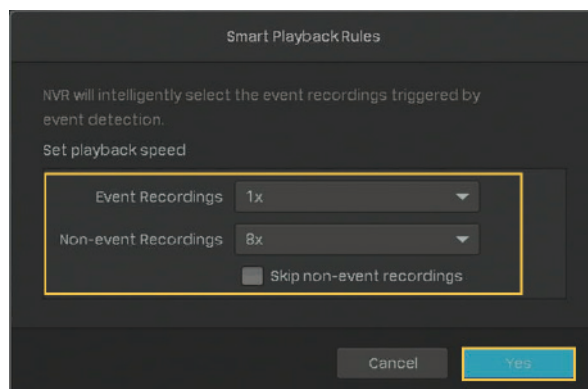 Smart Playback Rules
NVR will intelligently select the event recordings triggered by
event detection.
Set playback speed
Event Recordings 1x
Non-event Recordings 8x
Skip non-event recordings
Cancel Yes